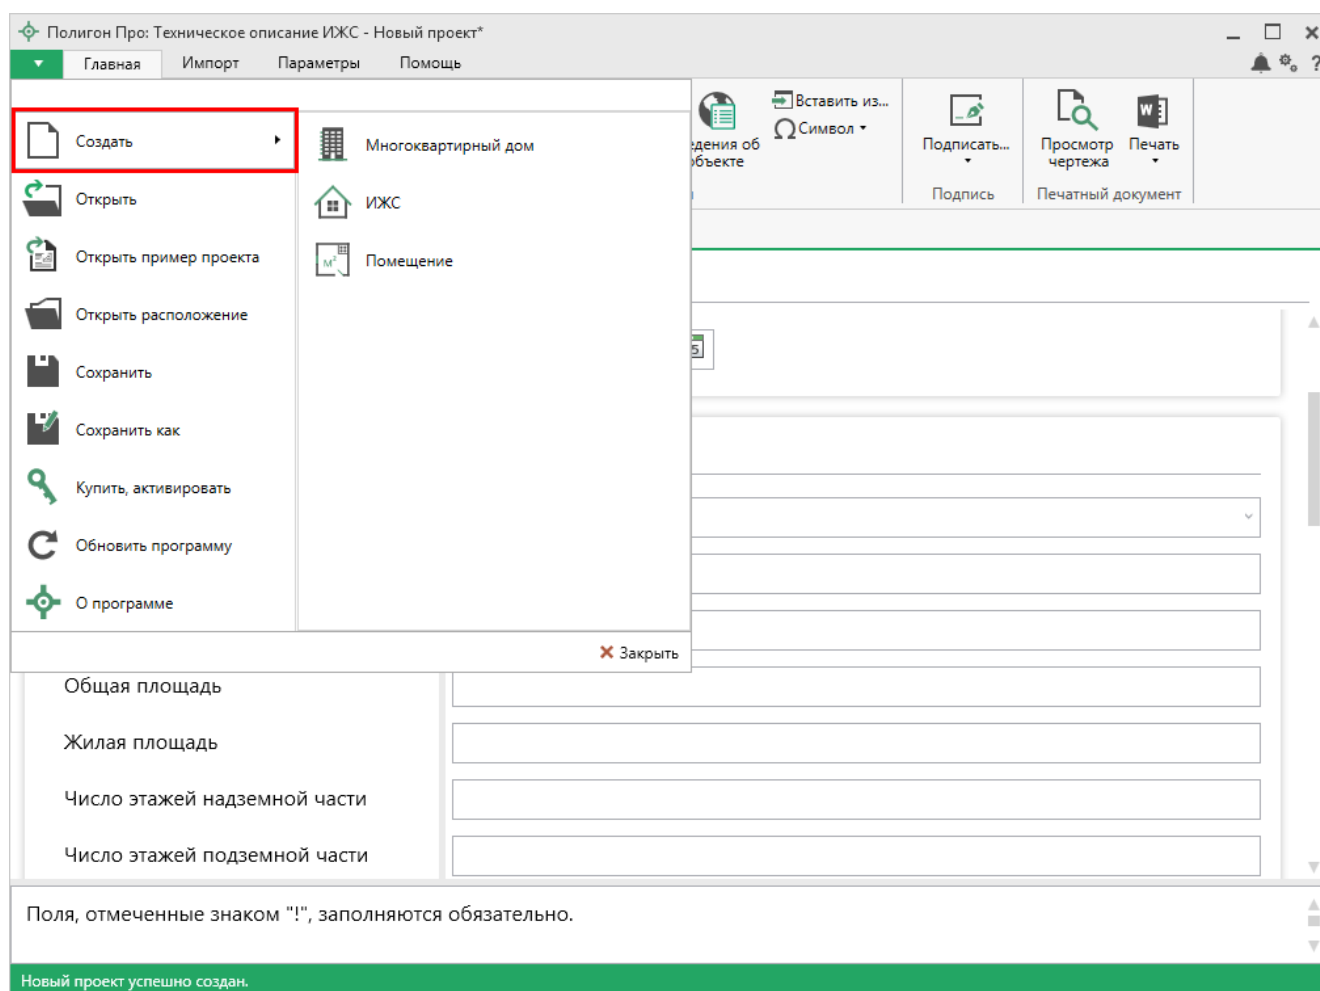 Полигон Про: Техническое описание ИЖС - Новый проект*
Главная Импорт Параметры Помощь
Создать
Открыть
Открыть пример проекта
Открыть расположение
Сохранить
Сохранить как
Купить, активировать
Обновить программу
О программе
Многоквартирный дом
ИЖС
Помещение
Закрыть
Вставить из...
Символ
Подписать...
Подпись
Просмотр
чертежа
Печать
Печатный документ
Общая площадь
Жилая площадь
Число этажей надземной части
Число этажей подземной части
Поля, отмеченные знаком "!", заполняются обязательно.
Новый проект успешно создан.